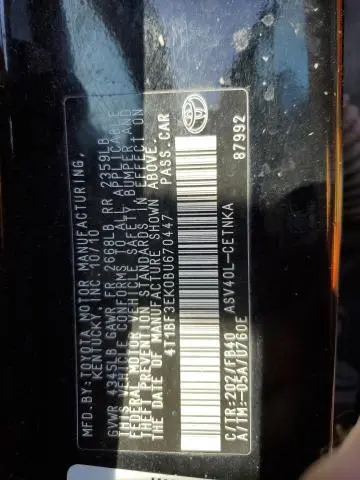 MFD.BY:TOYOTA MOTOR MANUFACTURING,
KENTUCKY, INC. 10/10
GVWR 4345LB GAWR FR 2668LB RR 2359LB
THIS VEHICLE CONFORMS TO ALL APPLICABLE
FEDERAL MOTOR VEHICLE SAFETY, BUMPER AND
THEFT PREVENTION STANDARDS IN EFFECT
ON THE DATE OF MANUFACTURE SHOWN ABOVE.
4T1BF3EK0BU670447 PASS.CAR
C/TR:202/FB40 ASV40L-CETNKA
A/TM:-05A/U760E 87992